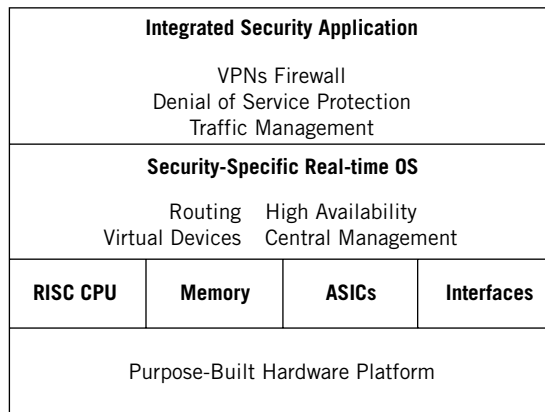 Integrated Security Application
VPNs Firewall
Denial of Service Protection
Traffic Management
Security-Specific Real-time OS
Routing High Availability
Virtual Devices Central Management
RISC CPU Memory ASICs Interfaces
Purpose-Built Hardware Platform